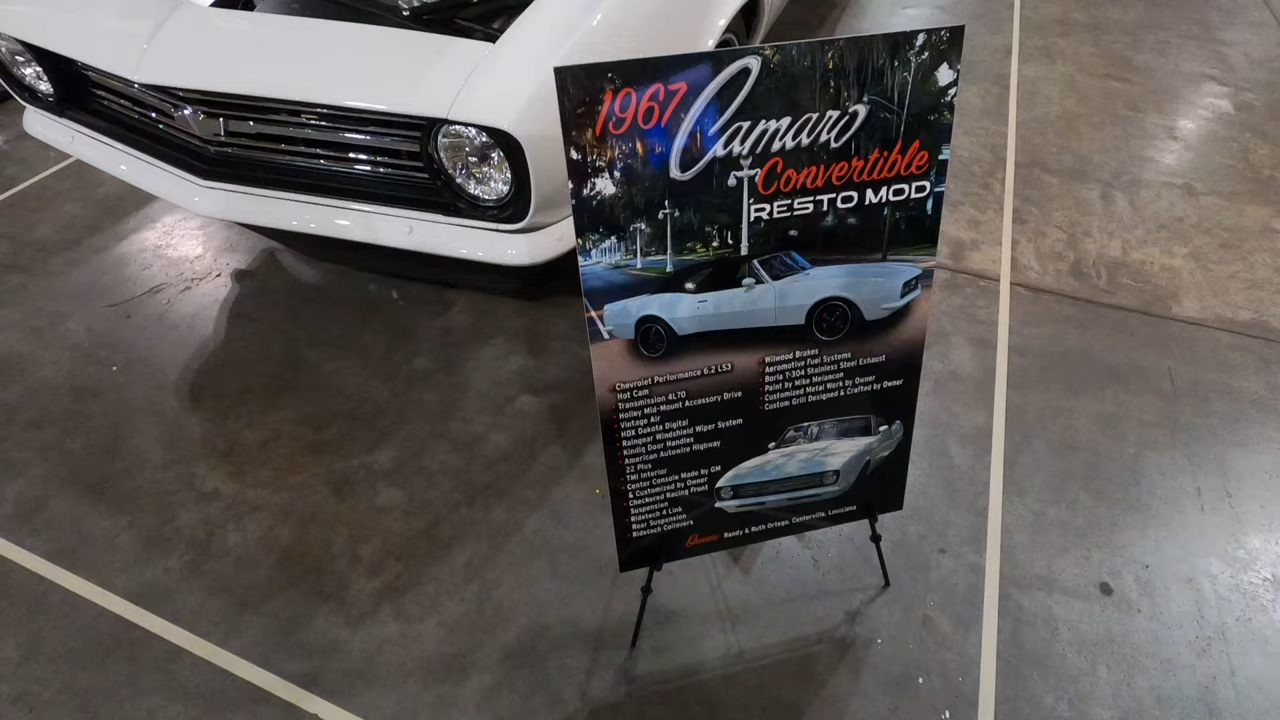 1967 Camaro
Convertible
RESTO MOD
Chevrolet Performance 6.2 LS3
Hot Cam
Transmission 4L70
Holley Mid-Mount Accessory Drive
Vintage Air
HDX Dakota Digital
Raingear Windshield Wiper System
Kindig Door Handles
American Autowire Highway
22 Plus
TMI Interior
Center Console Made by GM
& Customized by Owner
Checkered Racing Front
Suspension
Ridetech 4 Link
Rear Suspension
Ridetech Coilovers
Wilwood Brakes
Aeromotive Fuel Systems
Borla T-304 Stainless Steel Exhaust
Paint by Mike Melancon
Customized Metal Work by Owner
Custom Grill Designed & Crafted by Owner
Owners: Randy & Ruth Ortego, Centerville, Louisiana